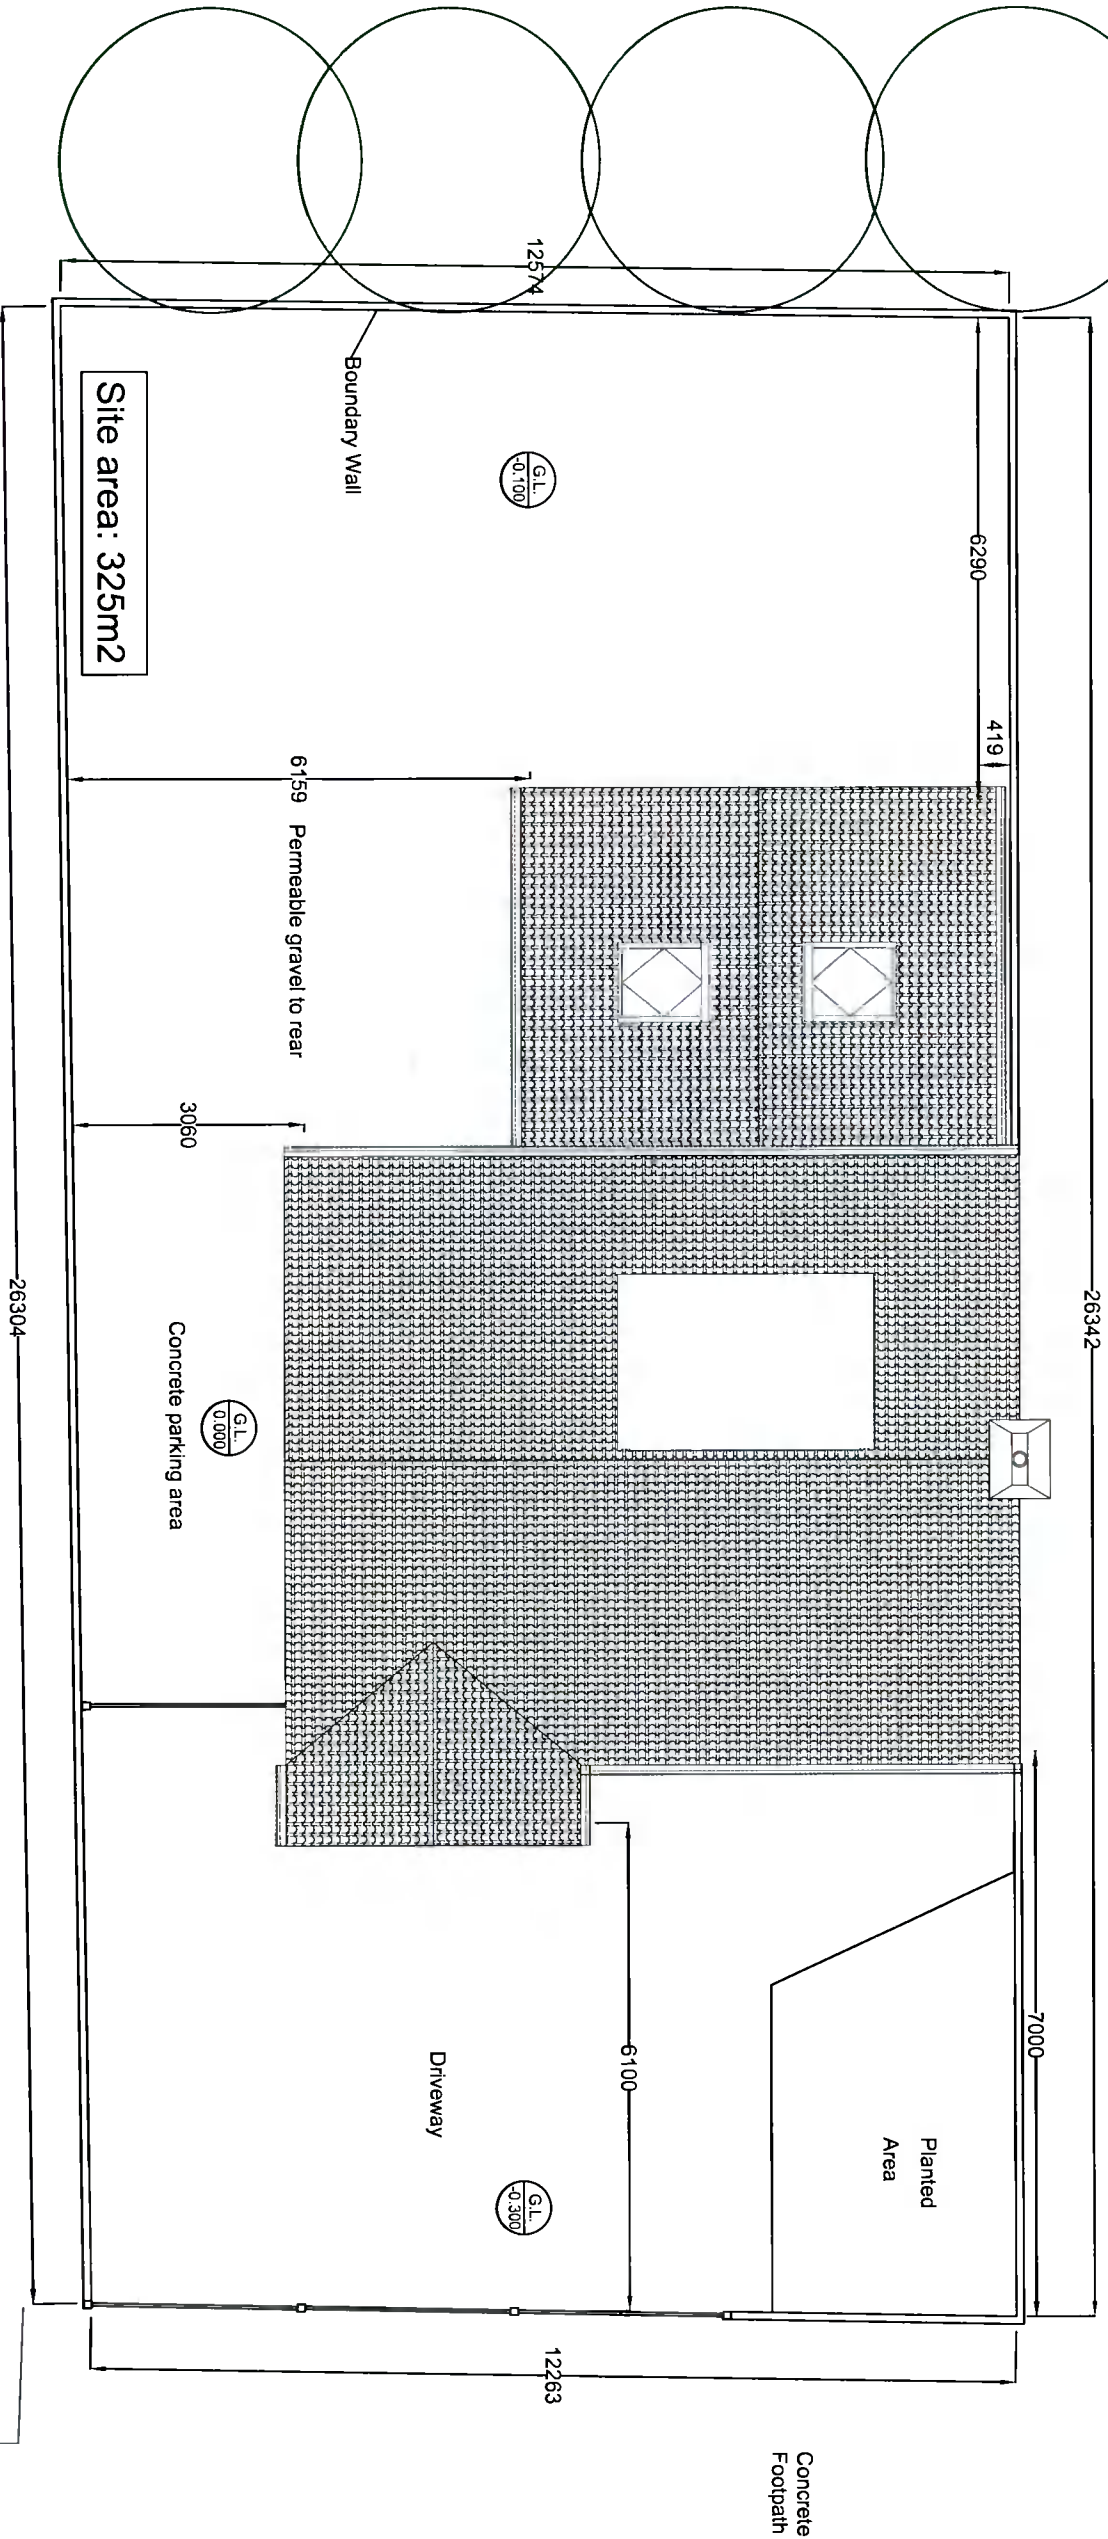 26342
7000
Planted
Area
Concrete
Footpath
419
6290
12574
G.L.
-0.100
Boundary Wall
Site area: 325m2
6159
Permeable gravel to rear
3060
Concrete parking area
G.L.
0.000
6100
Driveway
G.L.
-0.300
12263
26304